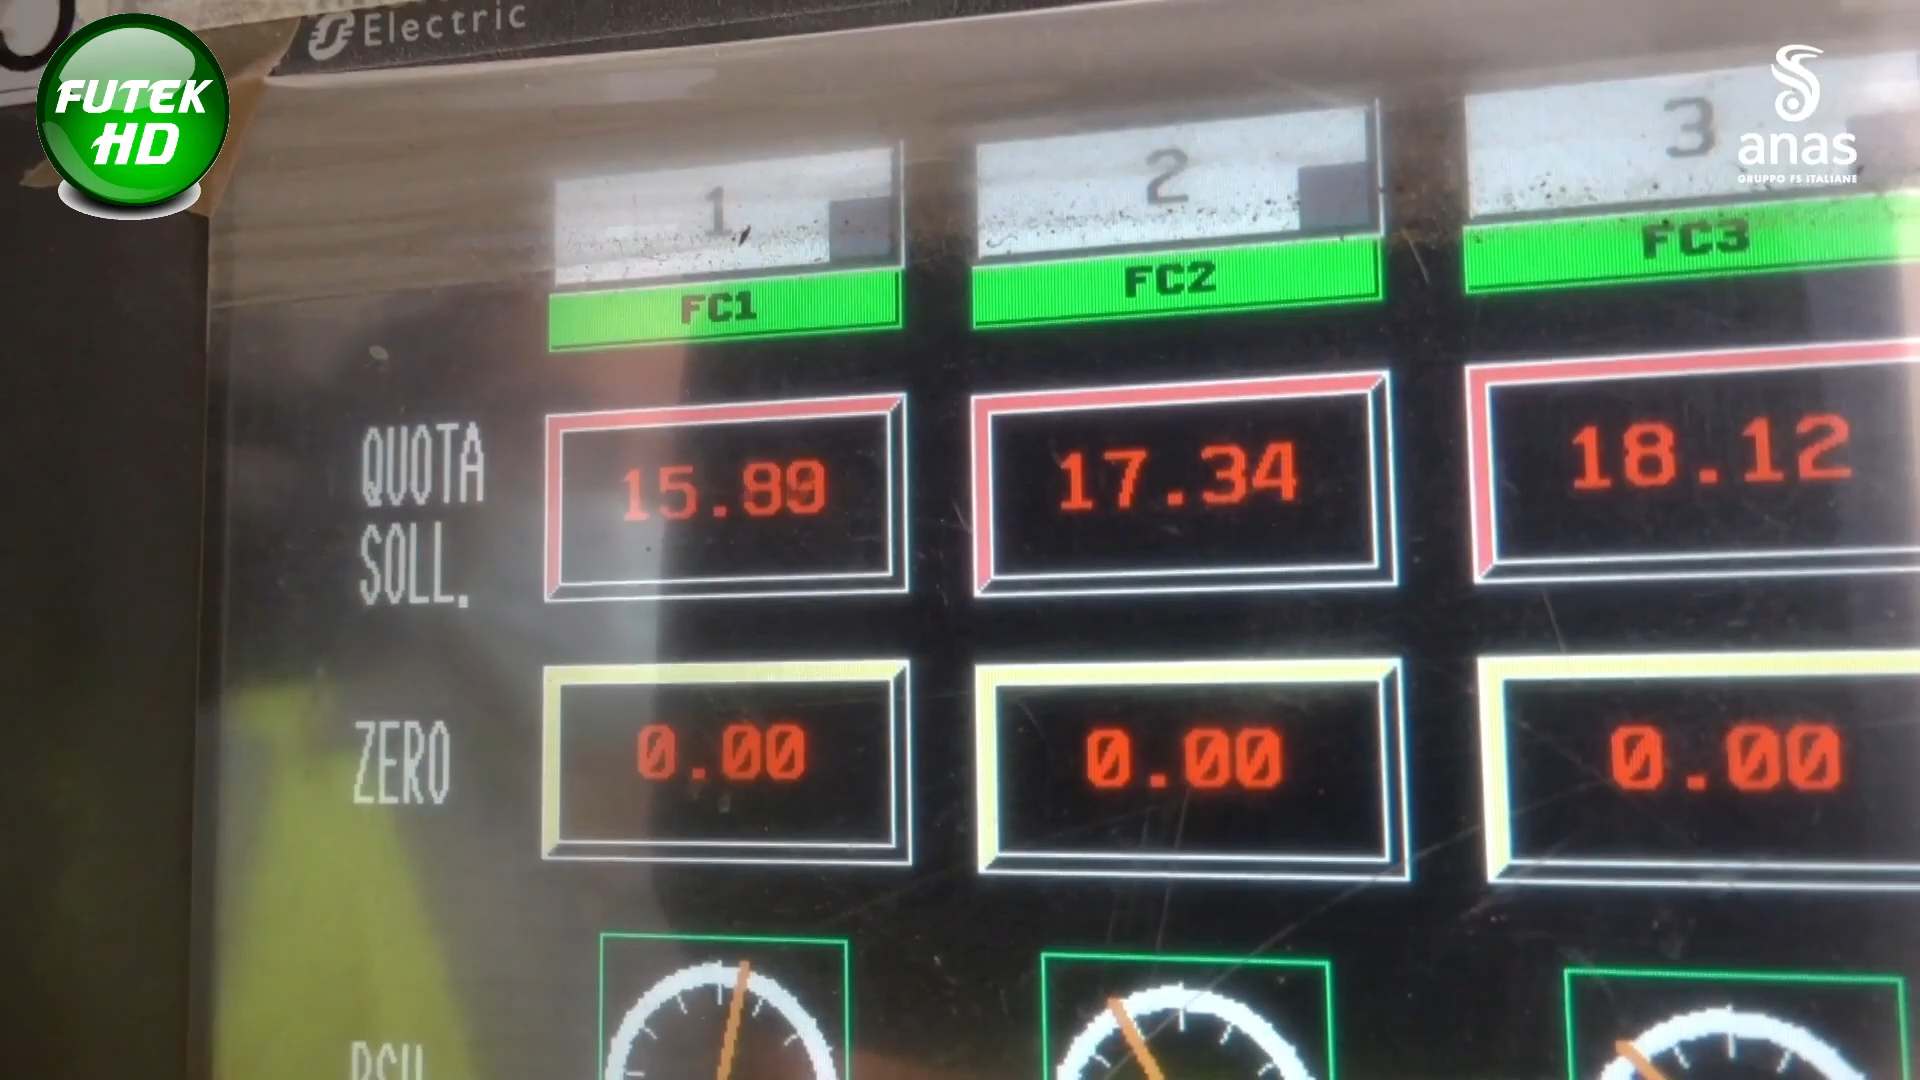 Electric
FUTEK
HD
anas
GRUPPO FS ITALIANE
1 2 3
FC1 FC2 FC3
QUOTA
SOLL.
15.99 17.34 18.12
ZERO
0.00 0.00 0.00